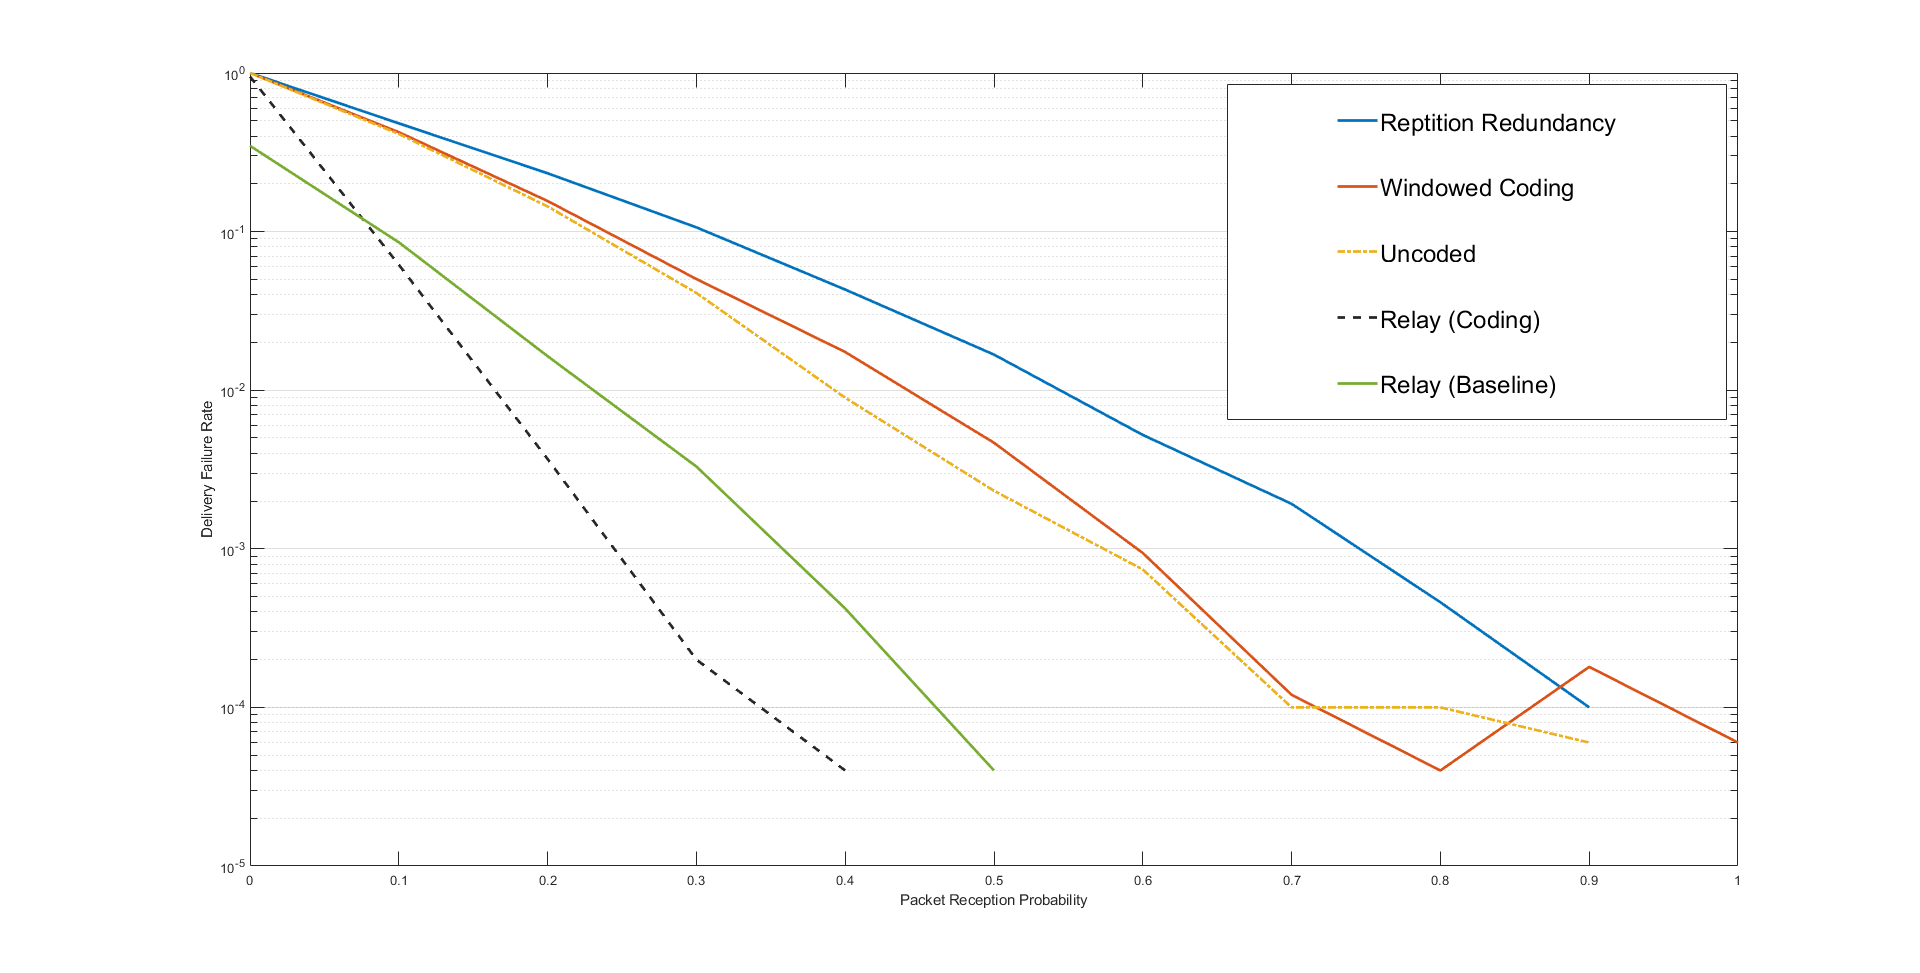 10^0
10^-1
10^-2
10^-3
10^-4
10^-5
Delivery Failure Rate
Reptition Redundancy
Windowed Coding
Uncoded
Relay (Coding)
Relay (Baseline)
0 0.1 0.2 0.3 0.4 0.5 0.6 0.7 0.8 0.9 1
Packet Reception Probability